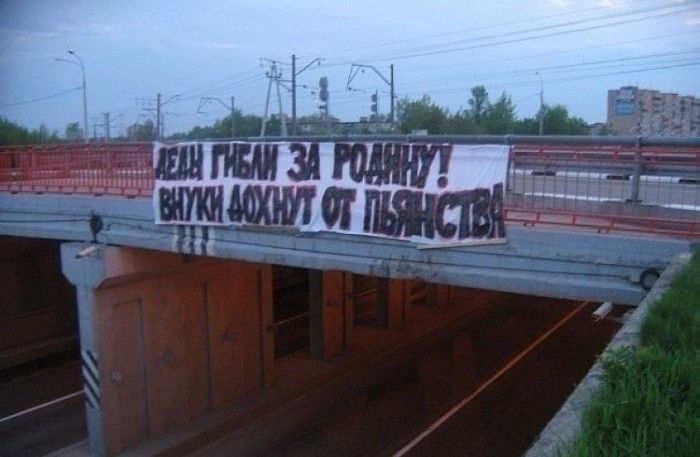 ДЕДЫ ГИБЛИ ЗА РОДИНУ!
ВНУКИ ДОХНУТ ОТ ПЬЯНСТВА